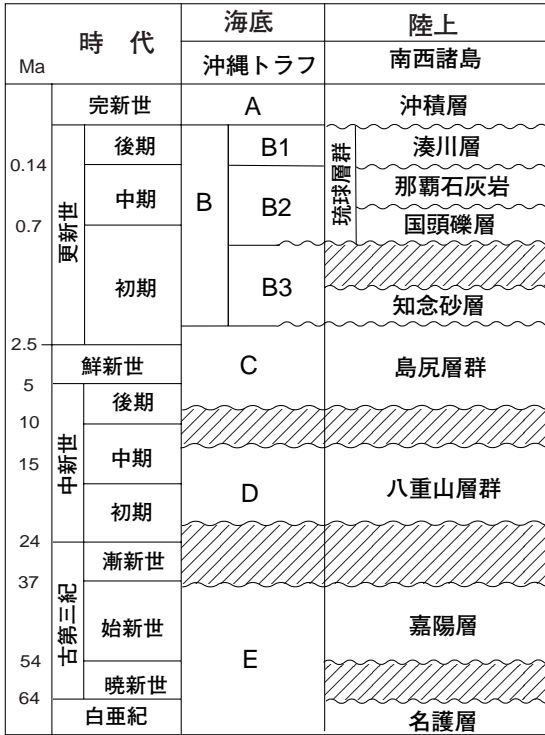 時 代
海底
陸上
Ma
沖縄トラフ
南西諸島
完新世
A
沖積層
更新世
後期
B
B1
琉球層群
湊川層
0.14
中期
B2
那覇石灰岩
0.7
国頭礫層
初期
B3
知念砂層
2.5
鮮新世
C
島尻層群
5
中新世
後期
10
中期
15
D
八重山層群
初期
24
古第三紀
漸新世
37
始新世
E
嘉陽層
54
暁新世
64
白亜紀
名護層